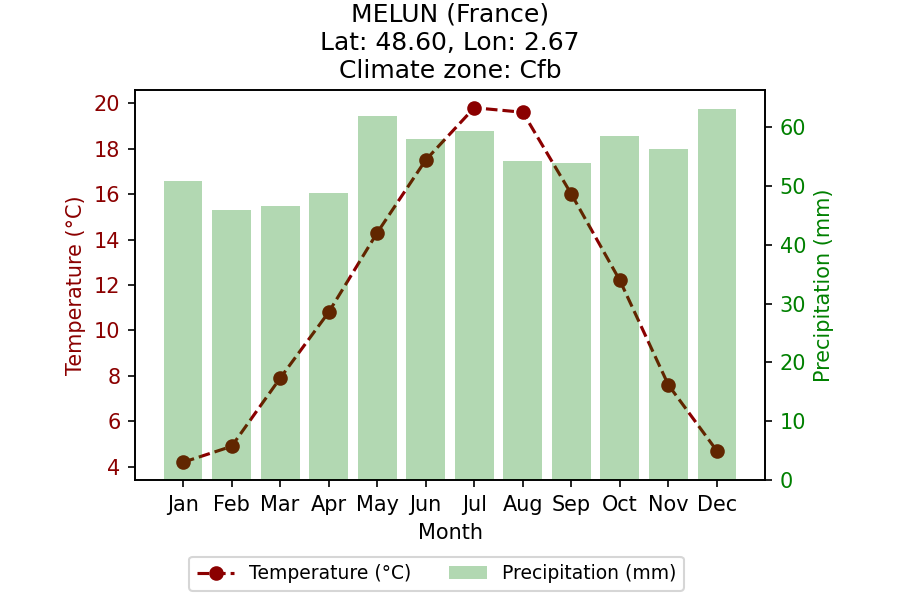 MELUN (France)
Lat: 48.60, Lon: 2.67
Climate zone: Cfb
Temperature (°C)
20
18
16
14
12
10
8
6
4
60
50
40
30
20
10
0
Precipitation (mm)
Jan Feb Mar Apr May Jun Jul Aug Sep Oct Nov Dec
Month
Temperature (°C) Precipitation (mm)